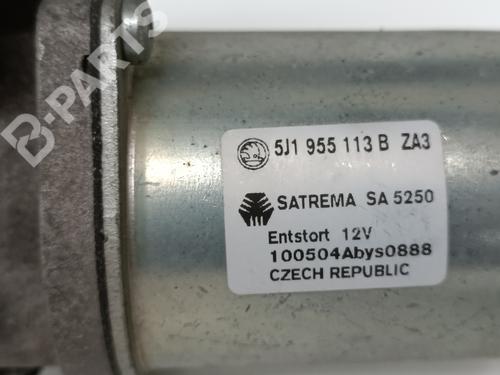 B-PARTS
5J1 955 113 B ZA3
SATREMA SA 5250
Entstort 12V
100504Abys0888
CZECH REPUBLIC